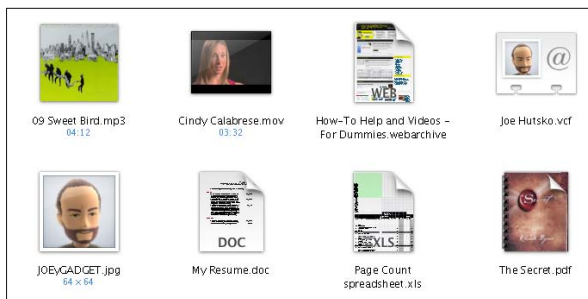 WEB
@
09 Sweet Bird.mp3
04:12
Cindy Calabrese.mov
03:32
How-To Help and Videos –
For Dummies.webarchive
Joe Hutsko.vcf
DOC
XLS
Secret
JOEyGADGET.jpg
64 × 64
My Resume.doc
Page Count
spreadsheet.xls
The Secret.pdf